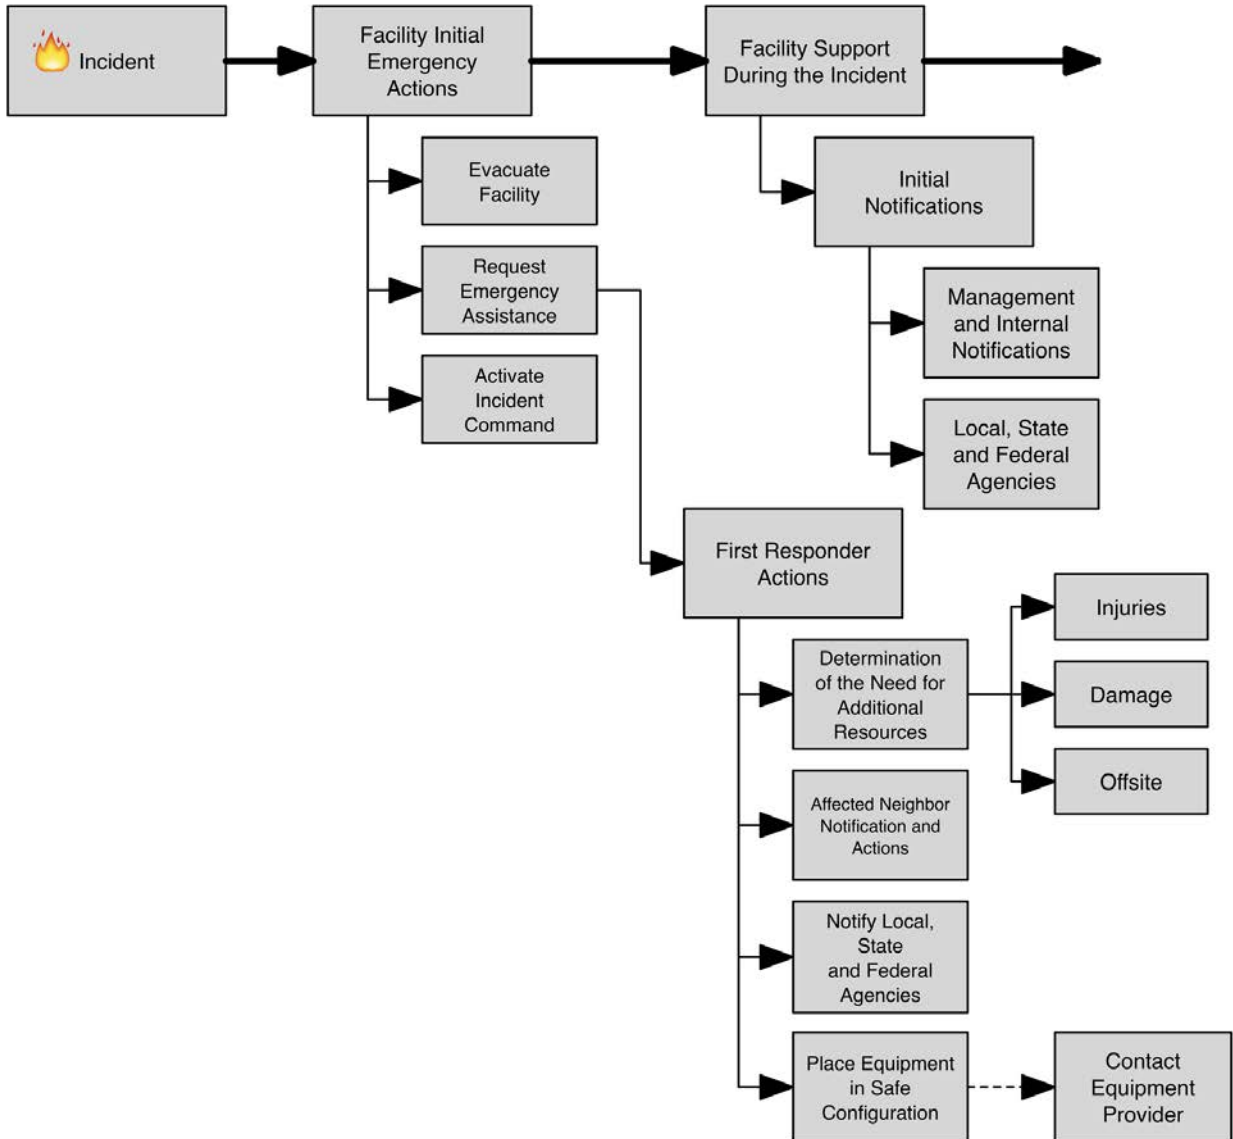 Incident
Facility Initial
Emergency
Actions
Facility Support
During the Incident
Evacuate
Facility
Request
Emergency
Assistance
Activate
Incident
Command
Initial
Notifications
Management
and Internal
Notifications
Local, State
and Federal
Agencies
First Responder
Actions
Determination
of the Need for
Additional
Resources
Injuries
Damage
Offsite
Affected Neighbor
Notification and
Actions
Notify Local,
State
and Federal
Agencies
Place Equipment
in Safe
Configuration
Contact
Equipment
Provider